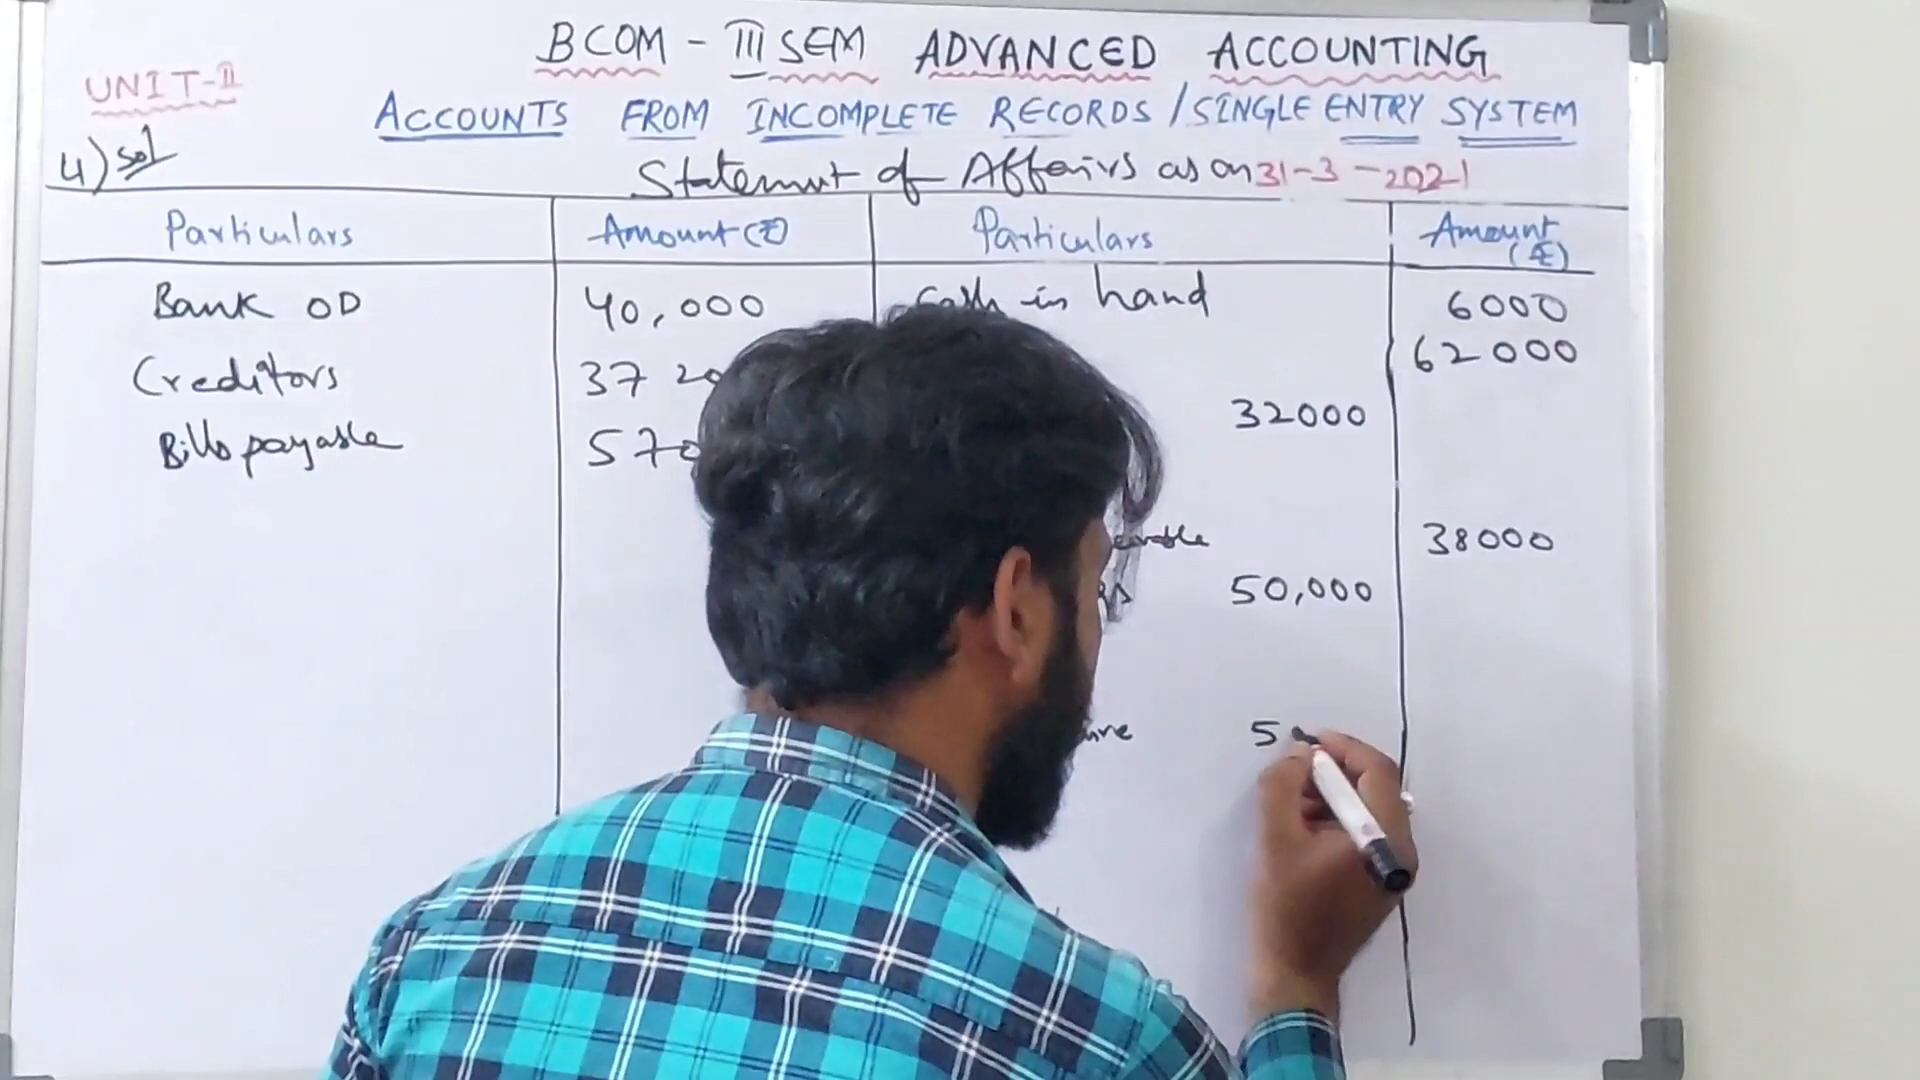 BCOM - III SEM ADVANCED ACCOUNTING
UNIT-II
ACCOUNTS FROM INCOMPLETE RECORDS / SINGLE ENTRY SYSTEM
4) sol
Statement of Affairs as on 31-3-2021
Particulars Amount (₹) Particulars Amount (₹)
Bank OD 40,000 Cash in hand 6000
62000
Creditors 37 20
32000
Bills payable 570
38000
50,000
5